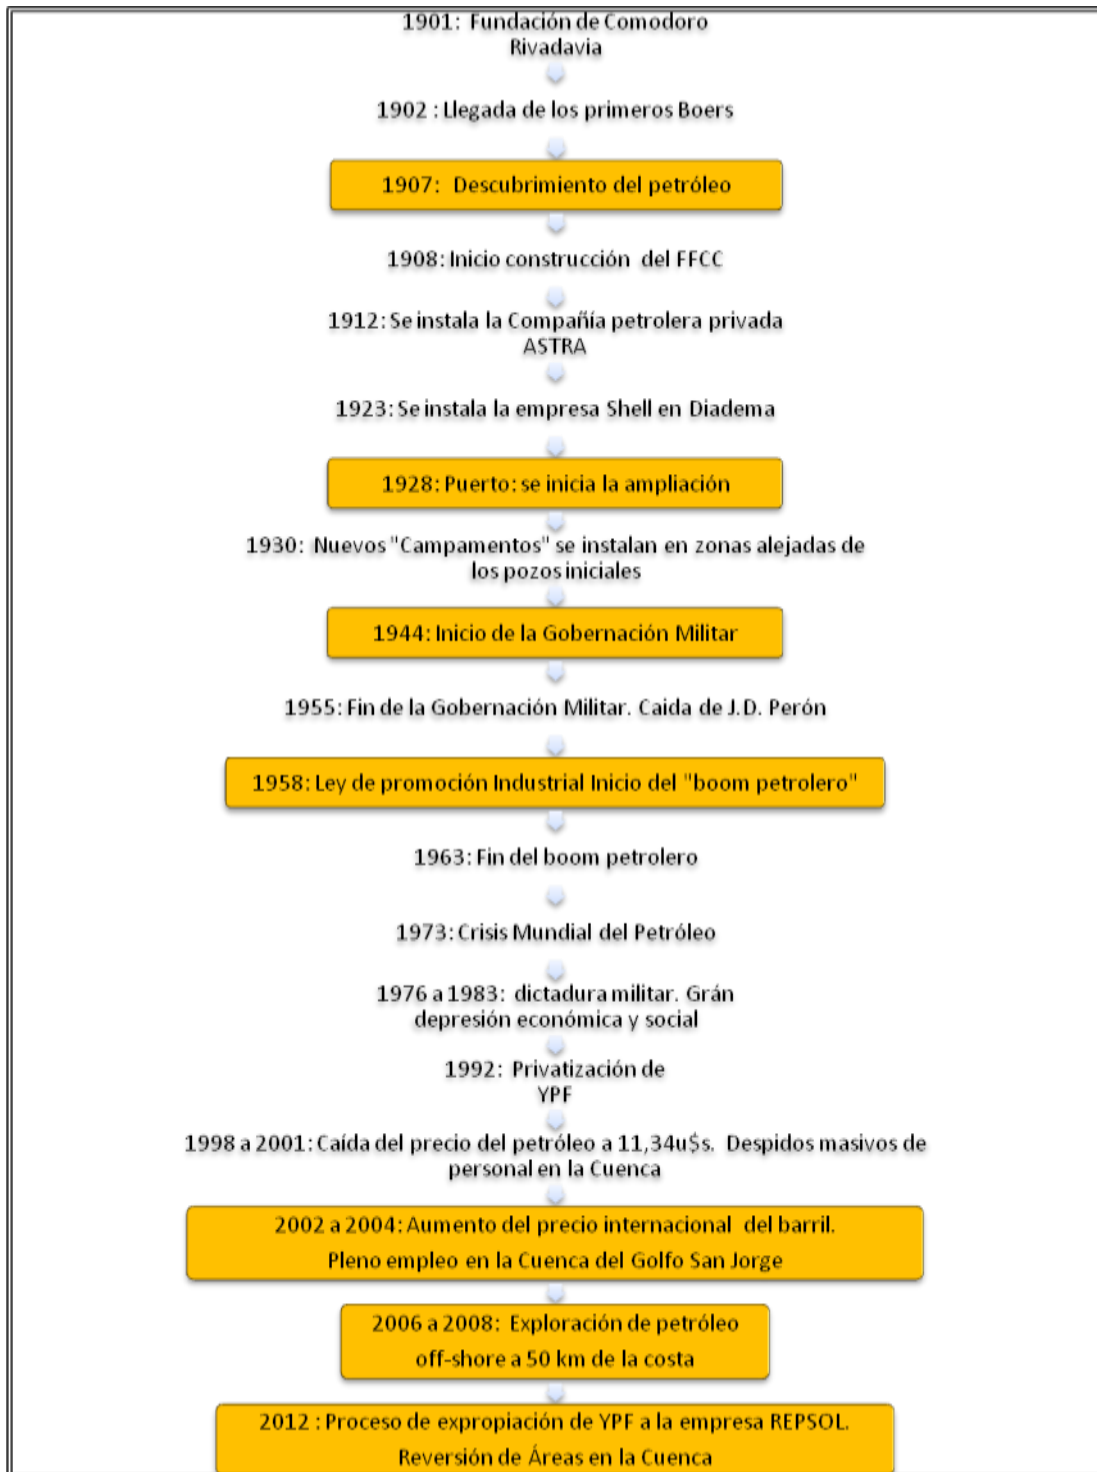 1901: Fundación de Comodoro
Rivadavia
1902 : Llegada de los primeros Boers
1907: Descubrimiento del petróleo
1908: Inicio construcción del FFCC
1912: Se instala la Compañía petrolera privada
ASTRA
1923: Se instala la empresa Shell en Diadema
1928: Puerto: se inicia la ampliación
1930: Nuevos "Campamentos" se instalan en zonas alejadas de
los pozos iniciales
1944: Inicio de la Gobernación Militar
1955: Fin de la Gobernación Militar. Caida de J.D. Perón
1958: Ley de promoción Industrial Inicio del "boom petrolero"
1963: Fin del boom petrolero
1973: Crisis Mundial del Petróleo
1976 a 1983: dictadura militar. Grán
depresión económica y social
1992: Privatización de
YPF
1998 a 2001: Caída del precio del petróleo a 11,34u$s. Despidos masivos de
personal en la Cuenca
2002 a 2004: Aumento del precio internacional del barril.
Pleno empleo en la Cuenca del Golfo San Jorge
2006 a 2008: Exploración de petróleo
off-shore a 50 km de la costa
2012 : Proceso de expropiación de YPF a la empresa REPSOL.
Reversión de Áreas en la Cuenca